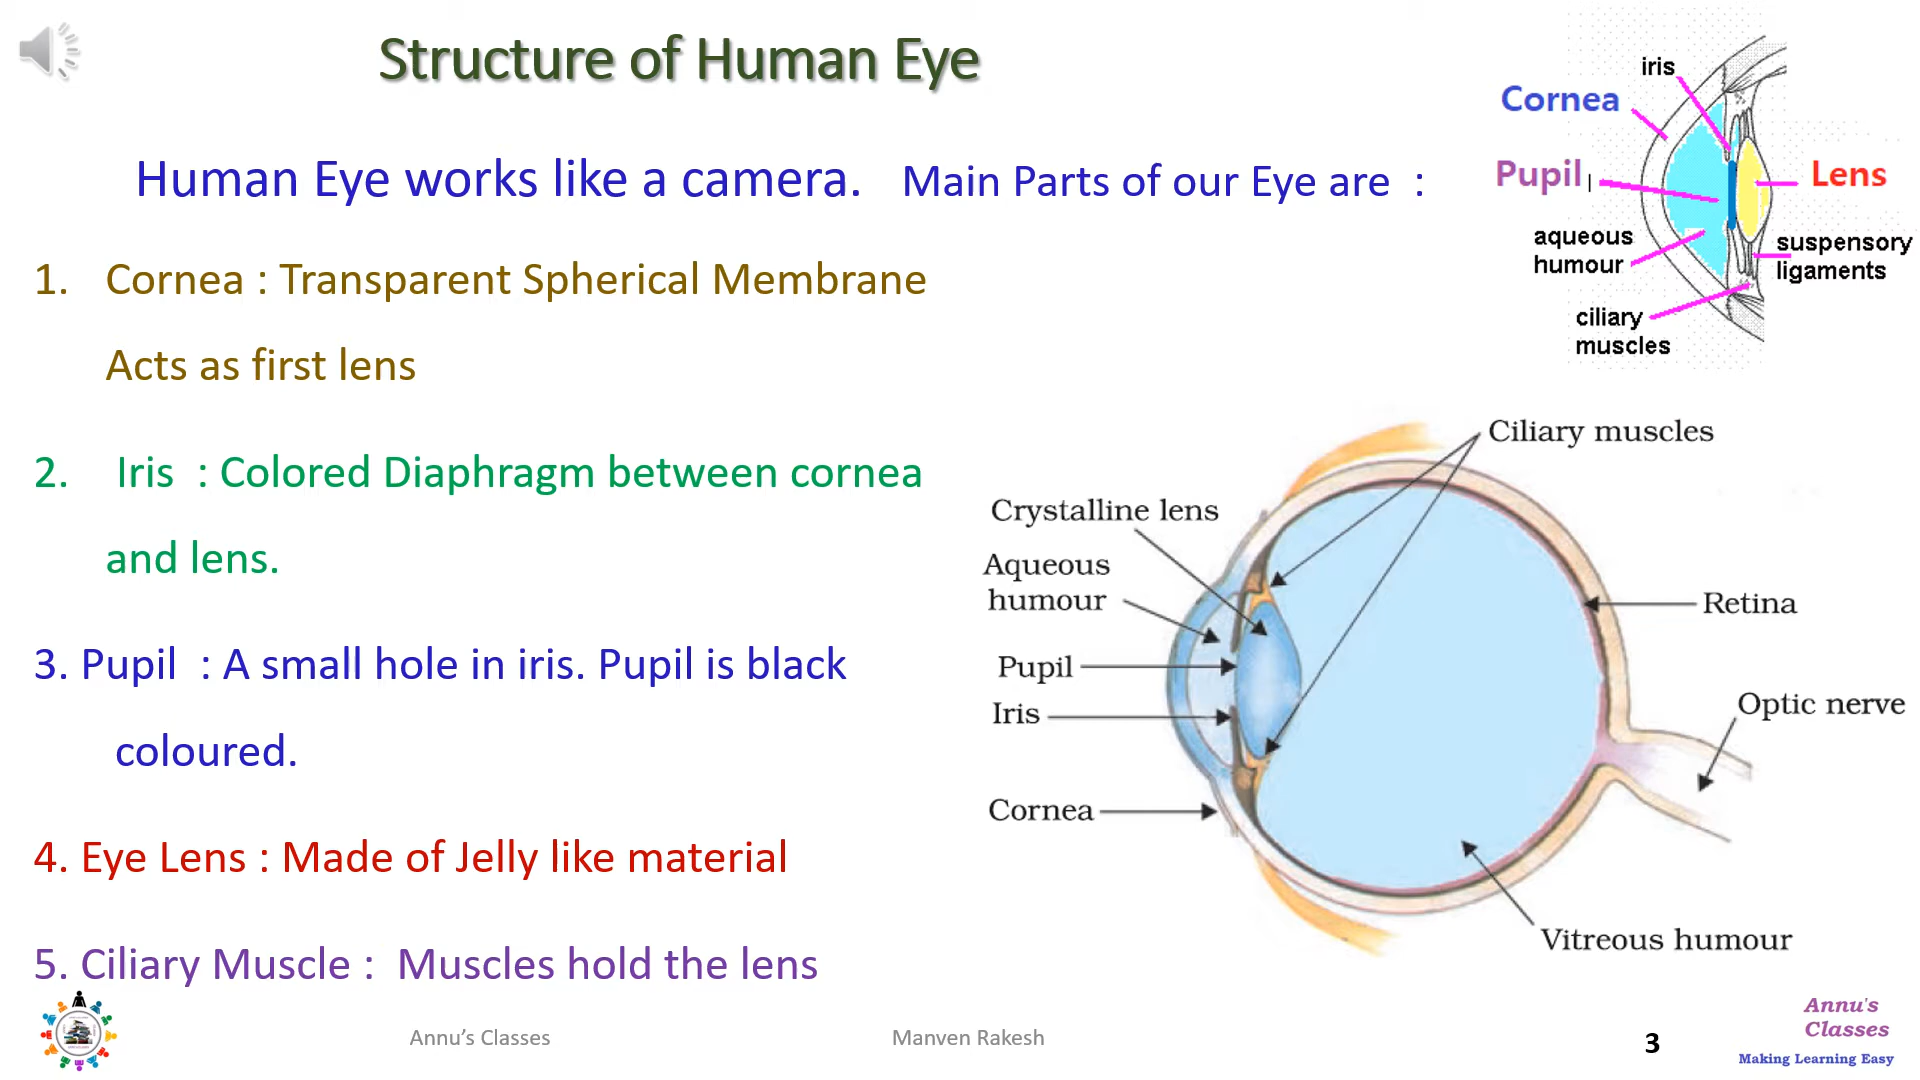 Structure of Human Eye
Human Eye works like a camera. Main Parts of our Eye are :
1. Cornea : Transparent Spherical Membrane
Acts as first lens
2. Iris : Colored Diaphragm between cornea
and lens.
3. Pupil : A small hole in iris. Pupil is black
coloured.
4. Eye Lens : Made of Jelly like material
5. Ciliary Muscle : Muscles hold the lens
iris
Cornea
Pupil
Lens
aqueous
humour
suspensory
ligaments
ciliary
muscles
Ciliary muscles
Crystalline lens
Aqueous
humour
Retina
Pupil
Optic nerve
Iris
Cornea
Vitreous humour
Annu’s Classes
Manven Rakesh
3
Annu's
Classes
Making Learning Easy